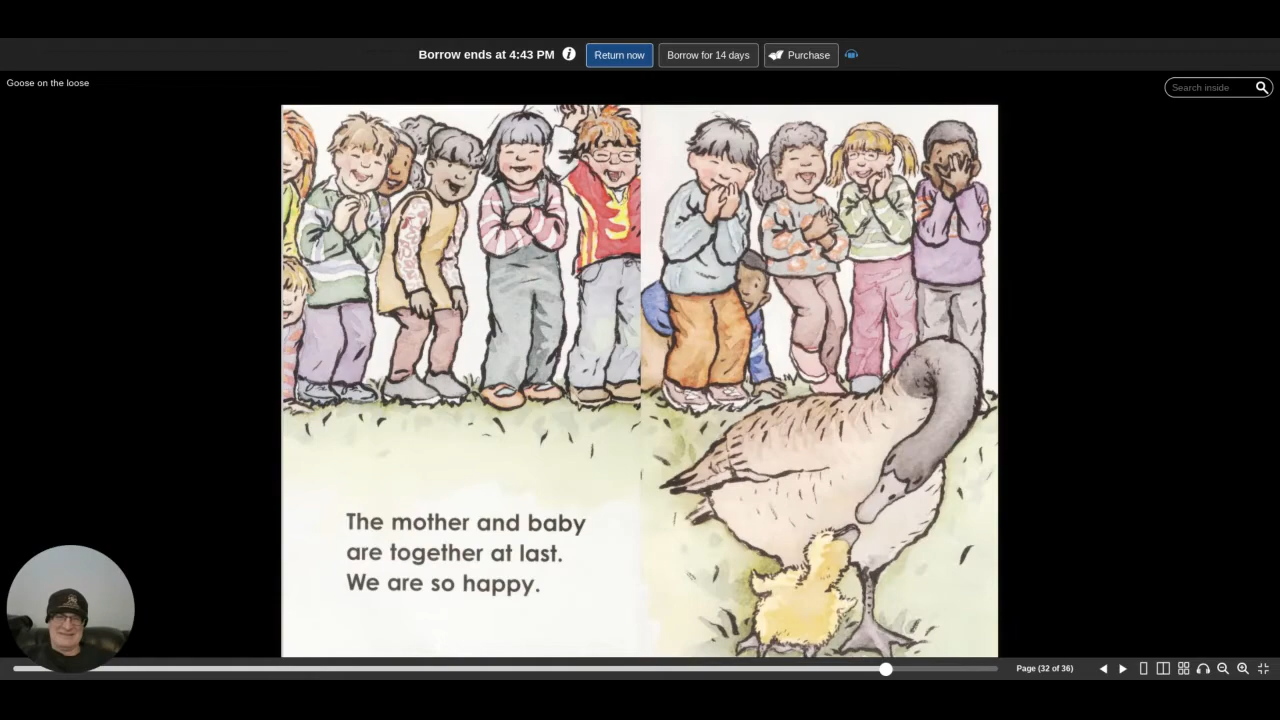 Borrow ends at 4:43 PM
Return now
Borrow for 14 days
Purchase
Goose on the loose
Search inside
The mother and baby
are together at last.
We are so happy.
Page (32 of 36)